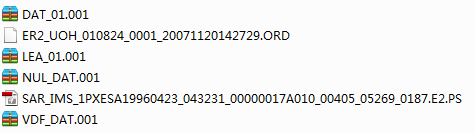 DAT_01.001
ER2_UOH_010824_0001_20071120142729.ORD
LEA_01.001
NUL_DAT.001
SAR_IMS_1PXESA19960423_043231_00000017A010_00405_05269_0187.E2.PS
VDF_DAT.001